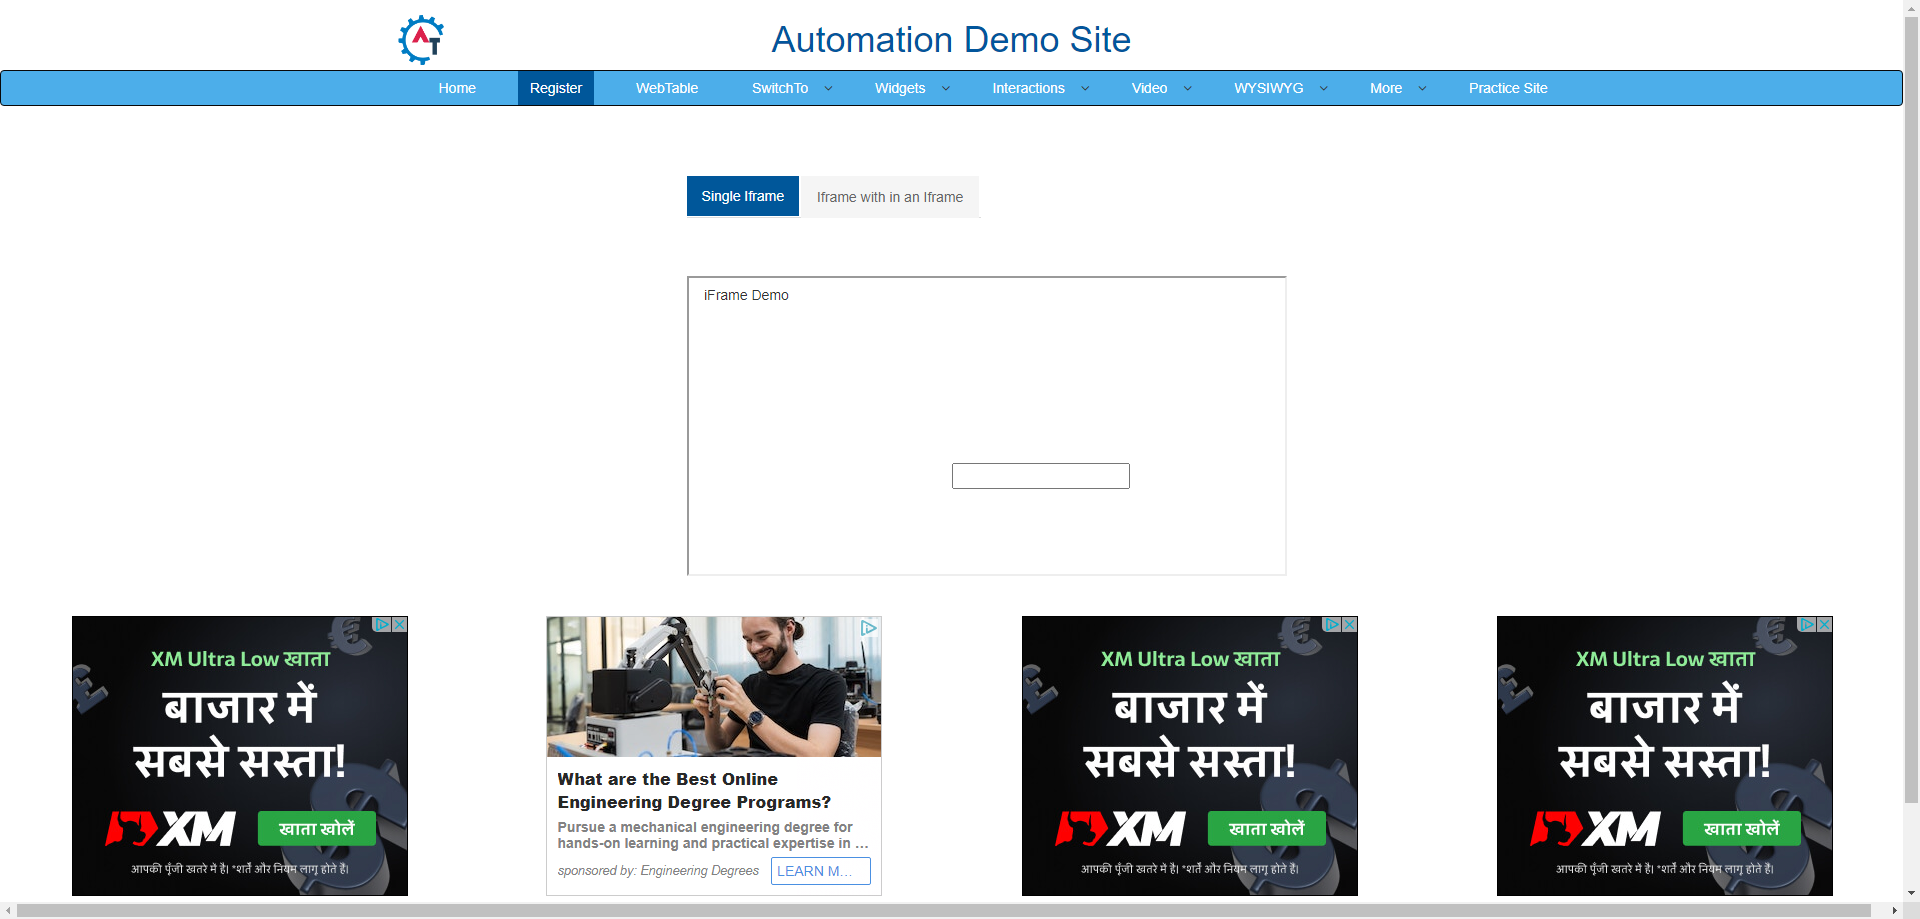 AT
Automation Demo Site
Home Register WebTable SwitchTo Widgets Interactions Video WYSIWYG More Practice Site
Single Iframe Iframe with in an Iframe
iFrame Demo
XM Ultra Low खाता
बाजार में
सबसे सस्ता!
XM खाता खोलें
आपकी पूँजी खतरे में है। *शर्तें और नियम लागू होते हैं।
What are the Best Online
Engineering Degree Programs?
Pursue a mechanical engineering degree for
hands-on learning and practical expertise in ...
sponsored by: Engineering Degrees LEARN M...
XM Ultra Low खाता
बाजार में
सबसे सस्ता!
XM खाता खोलें
आपकी पूँजी खतरे में है। *शर्तें और नियम लागू होते हैं।
XM Ultra Low खाता
बाजार में
सबसे सस्ता!
XM खाता खोलें
आपकी पूँजी खतरे में है। *शर्तें और नियम लागू होते हैं।